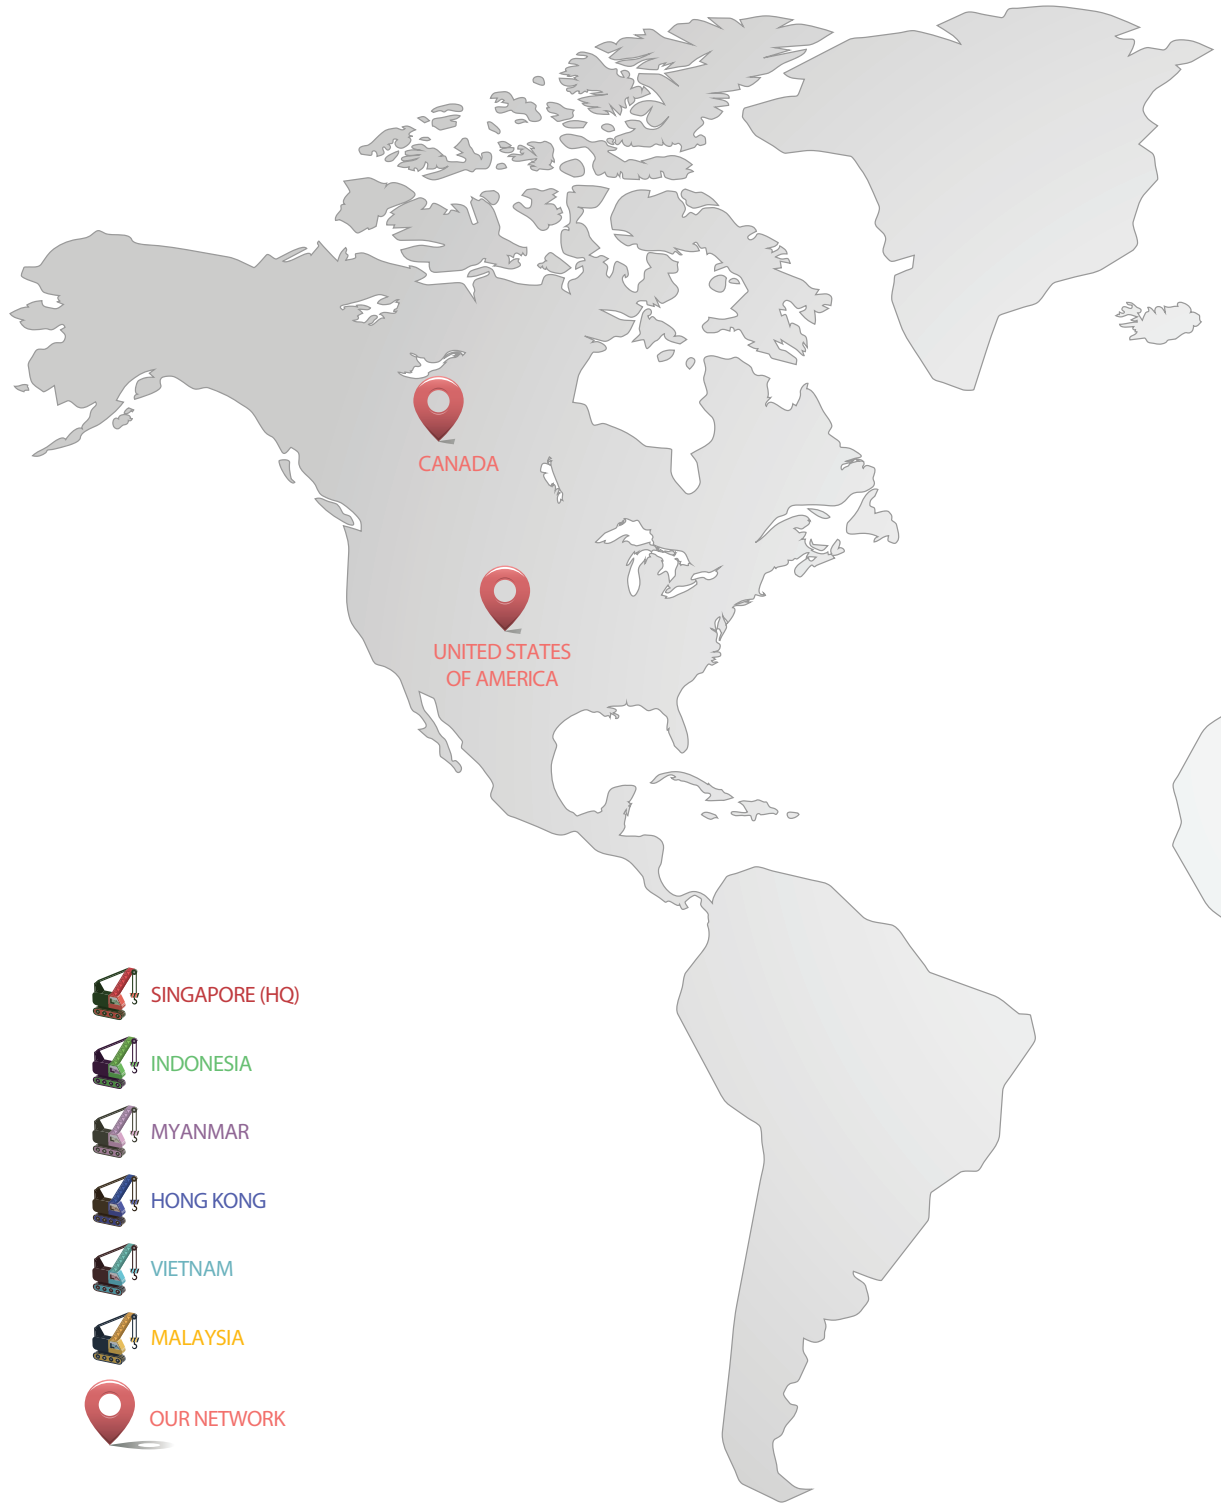 CANADA
UNITED STATES
OF AMERICA
SINGAPORE (HQ)
INDONESIA
MYANMAR
HONG KONG
VIETNAM
MALAYSIA
OUR NETWORK